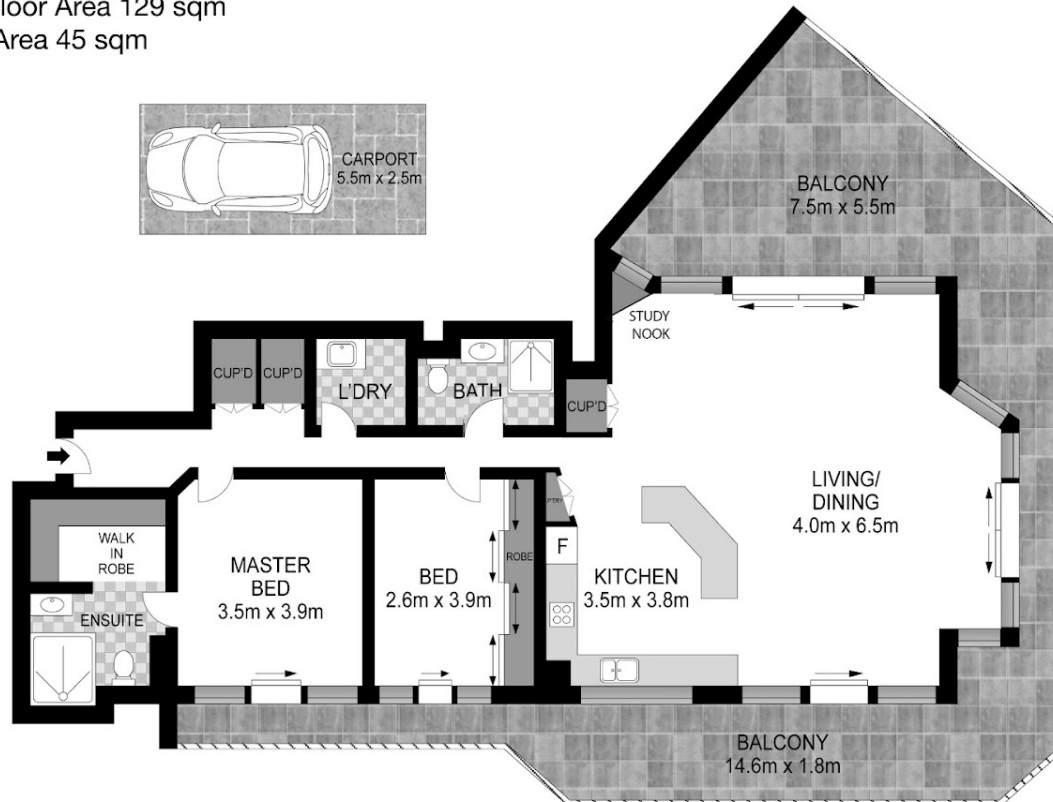 loor Area 129 sqm
Area 45 sqm
CARPORT
5.5m x 2.5m
BALCONY
7.5m x 5.5m
STUDY
NOOK
CUP'D
CUP'D
L'DRY
BATH
CUP'D
LIVING/
DINING
4.0m x 6.5m
WALK
IN
ROBE
MASTER
BED
3.5m x 3.9m
BED
2.6m x 3.9m
ROBE
PTRY
F
KITCHEN
3.5m x 3.8m
ENSUITE
BALCONY
14.6m x 1.8m